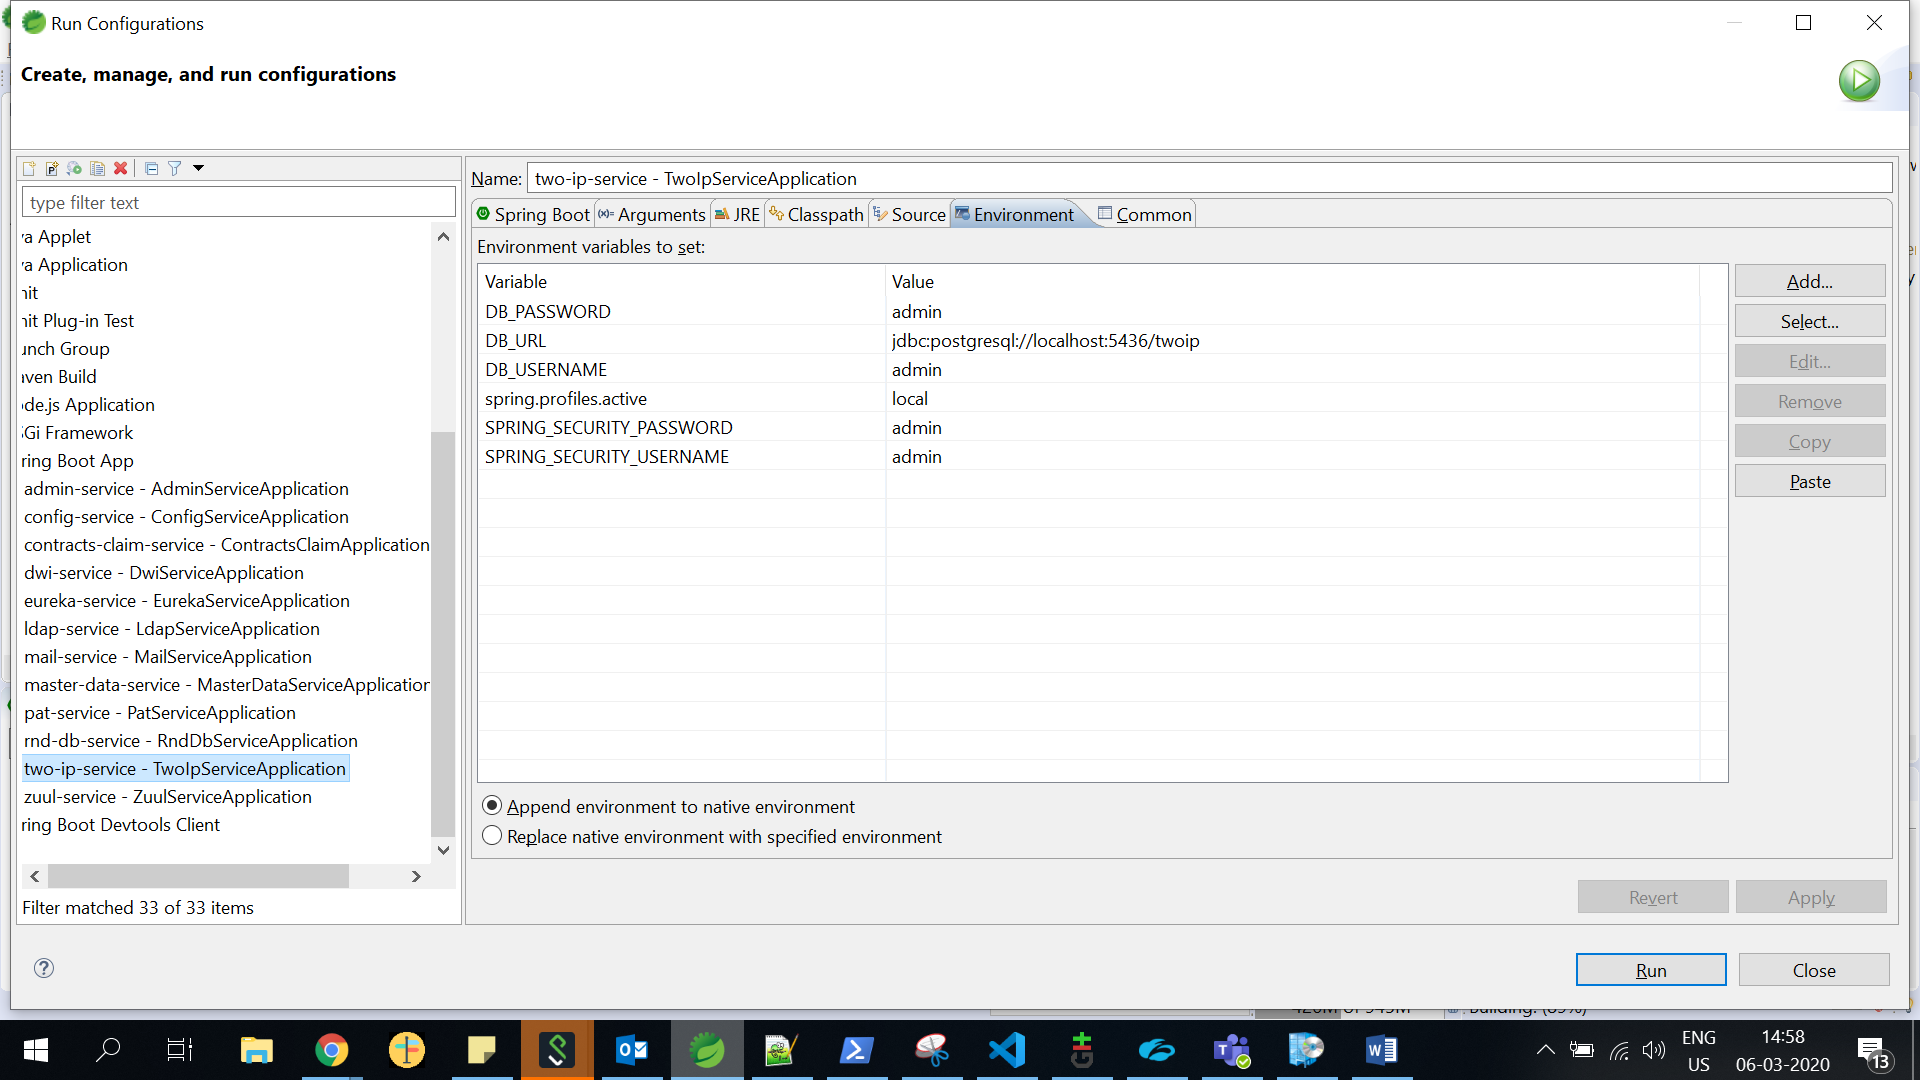 Run Configurations
Create, manage, and run configurations
type filter text
va Applet
va Application
nit
nit Plug-in Test
unch Group
aven Build
de.js Application
Gi Framework
ring Boot App
admin-service - AdminServiceApplication
config-service - ConfigServiceApplication
contracts-claim-service - ContractsClaimApplication
dwi-service - DwiServiceApplication
eureka-service - EurekaServiceApplication
ldap-service - LdapServiceApplication
mail-service - MailServiceApplication
master-data-service - MasterDataServiceApplication
pat-service - PatServiceApplication
rnd-db-service - RndDbServiceApplication
two-ip-service - TwoIpServiceApplication
zuul-service - ZuulServiceApplication
ring Boot Devtools Client
Filter matched 33 of 33 items
Name: two-ip-service - TwoIpServiceApplication
Spring Boot (x)= Arguments JRE Classpath Source Environment Common
Environment variables to set:
Variable Value
DB_PASSWORD admin
DB_URL jdbc:postgresql://localhost:5436/twoip
DB_USERNAME admin
spring.profiles.active local
SPRING_SECURITY_PASSWORD admin
SPRING_SECURITY_USERNAME admin
Add...
Select...
Edit...
Remove
Copy
Paste
Append environment to native environment
Replace native environment with specified environment
Revert Apply
Run Close
ENG 14:58
US 06-03-2020 13